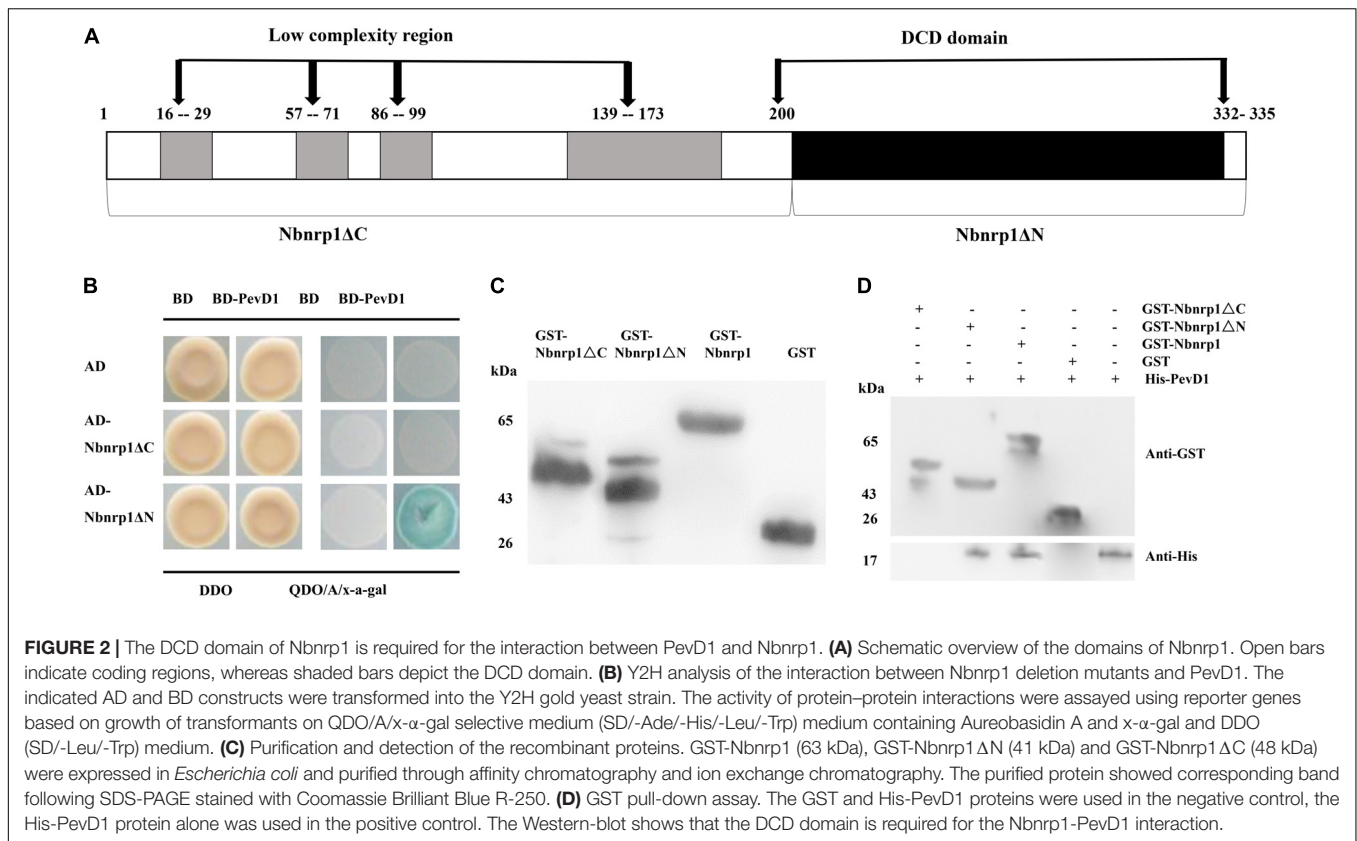 A
Low complexity region
DCD domain
1
16 -- 29
57 -- 71
86 -- 99
139 -- 173
200
332- 335
Nbnrp1ΔC
Nbnrp1ΔN
B
BD BD-PevD1 BD BD-PevD1
AD
AD-
Nbnrp1ΔC
AD-
Nbnrp1ΔN
DDO
QDO/A/x-a-gal
C
GST-
Nbnrp1△C
GST-
Nbnrp1△N
GST-
Nbnrp1
GST
kDa
65
43
26
D
+ - - - - GST-Nbnrp1△C
- + - - - GST-Nbnrp1△N
- - + - - GST-Nbnrp1
- - - + - GST
+ + + + + His-PevD1
kDa
65
43
26
Anti-GST
17
Anti-His
FIGURE 2 | The DCD domain of Nbnrp1 is required for the interaction between PevD1 and Nbnrp1. (A) Schematic overview of the domains of Nbnrp1. Open bars
indicate coding regions, whereas shaded bars depict the DCD domain. (B) Y2H analysis of the interaction between Nbnrp1 deletion mutants and PevD1. The
indicated AD and BD constructs were transformed into the Y2H gold yeast strain. The activity of protein–protein interactions were assayed using reporter genes
based on growth of transformants on QDO/A/x-α-gal selective medium (SD/-Ade/-His/-Leu/-Trp) medium containing Aureobasidin A and x-α-gal and DDO
(SD/-Leu/-Trp) medium. (C) Purification and detection of the recombinant proteins. GST-Nbnrp1 (63 kDa), GST-Nbnrp1ΔN (41 kDa) and GST-Nbnrp1ΔC (48 kDa)
were expressed in Escherichia coli and purified through affinity chromatography and ion exchange chromatography. The purified protein showed corresponding band
following SDS-PAGE stained with Coomassie Brilliant Blue R-250. (D) GST pull-down assay. The GST and His-PevD1 proteins were used in the negative control, the
His-PevD1 protein alone was used in the positive control. The Western-blot shows that the DCD domain is required for the Nbnrp1-PevD1 interaction.